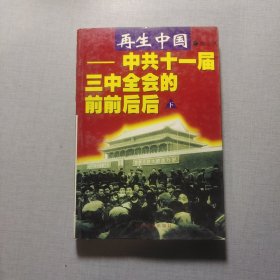 再生中国
——中共十一届
三中全会的
前前后后 下